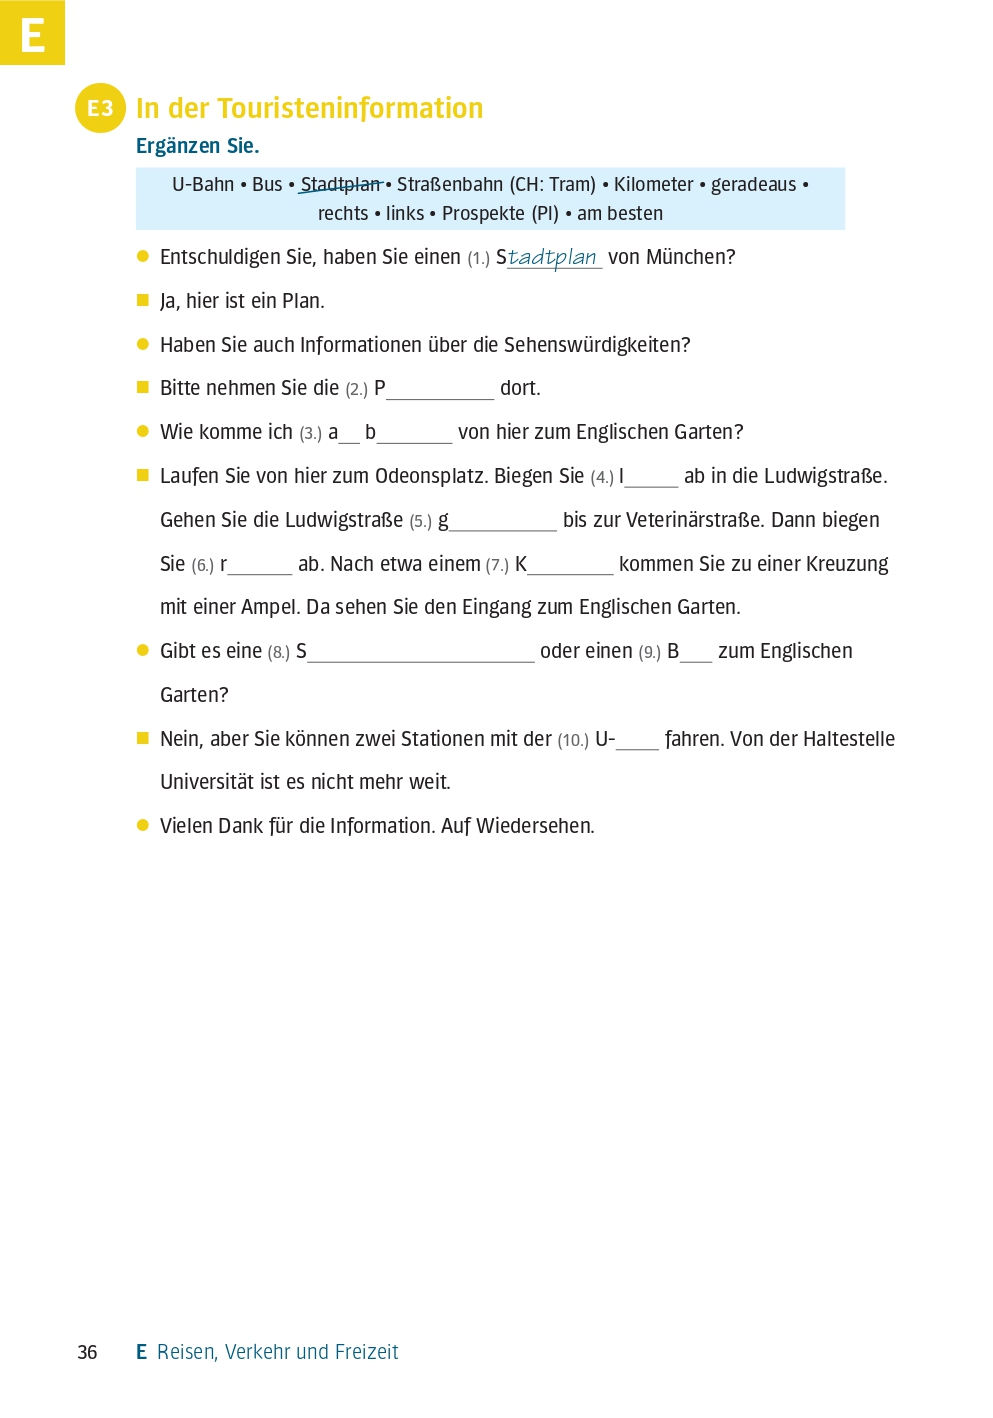 E
E3 In der Touristeninformation
Ergänzen Sie.
U-Bahn • Bus • Stadtplan • Straßenbahn (CH: Tram) • Kilometer • geradeaus •
rechts • links • Prospekte (Pl) • am besten
● Entschuldigen Sie, haben Sie einen (1.) Stadtplan von München?
■ Ja, hier ist ein Plan.
● Haben Sie auch Informationen über die Sehenswürdigkeiten?
■ Bitte nehmen Sie die (2.) P__________ dort.
● Wie komme ich (3.) a__ b_______ von hier zum Englischen Garten?
■ Laufen Sie von hier zum Odeonsplatz. Biegen Sie (4.) l_____ ab in die Ludwigstraße.
Gehen Sie die Ludwigstraße (5.) g__________ bis zur Veterinärstraße. Dann biegen
Sie (6.) r______ ab. Nach etwa einem (7.) K________ kommen Sie zu einer Kreuzung
mit einer Ampel. Da sehen Sie den Eingang zum Englischen Garten.
● Gibt es eine (8.) S_____________________ oder einen (9.) B___ zum Englischen
Garten?
■ Nein, aber Sie können zwei Stationen mit der (10.) U-____ fahren. Von der Haltestelle
Universität ist es nicht mehr weit.
● Vielen Dank für die Information. Auf Wiedersehen.
36 E Reisen, Verkehr und Freizeit